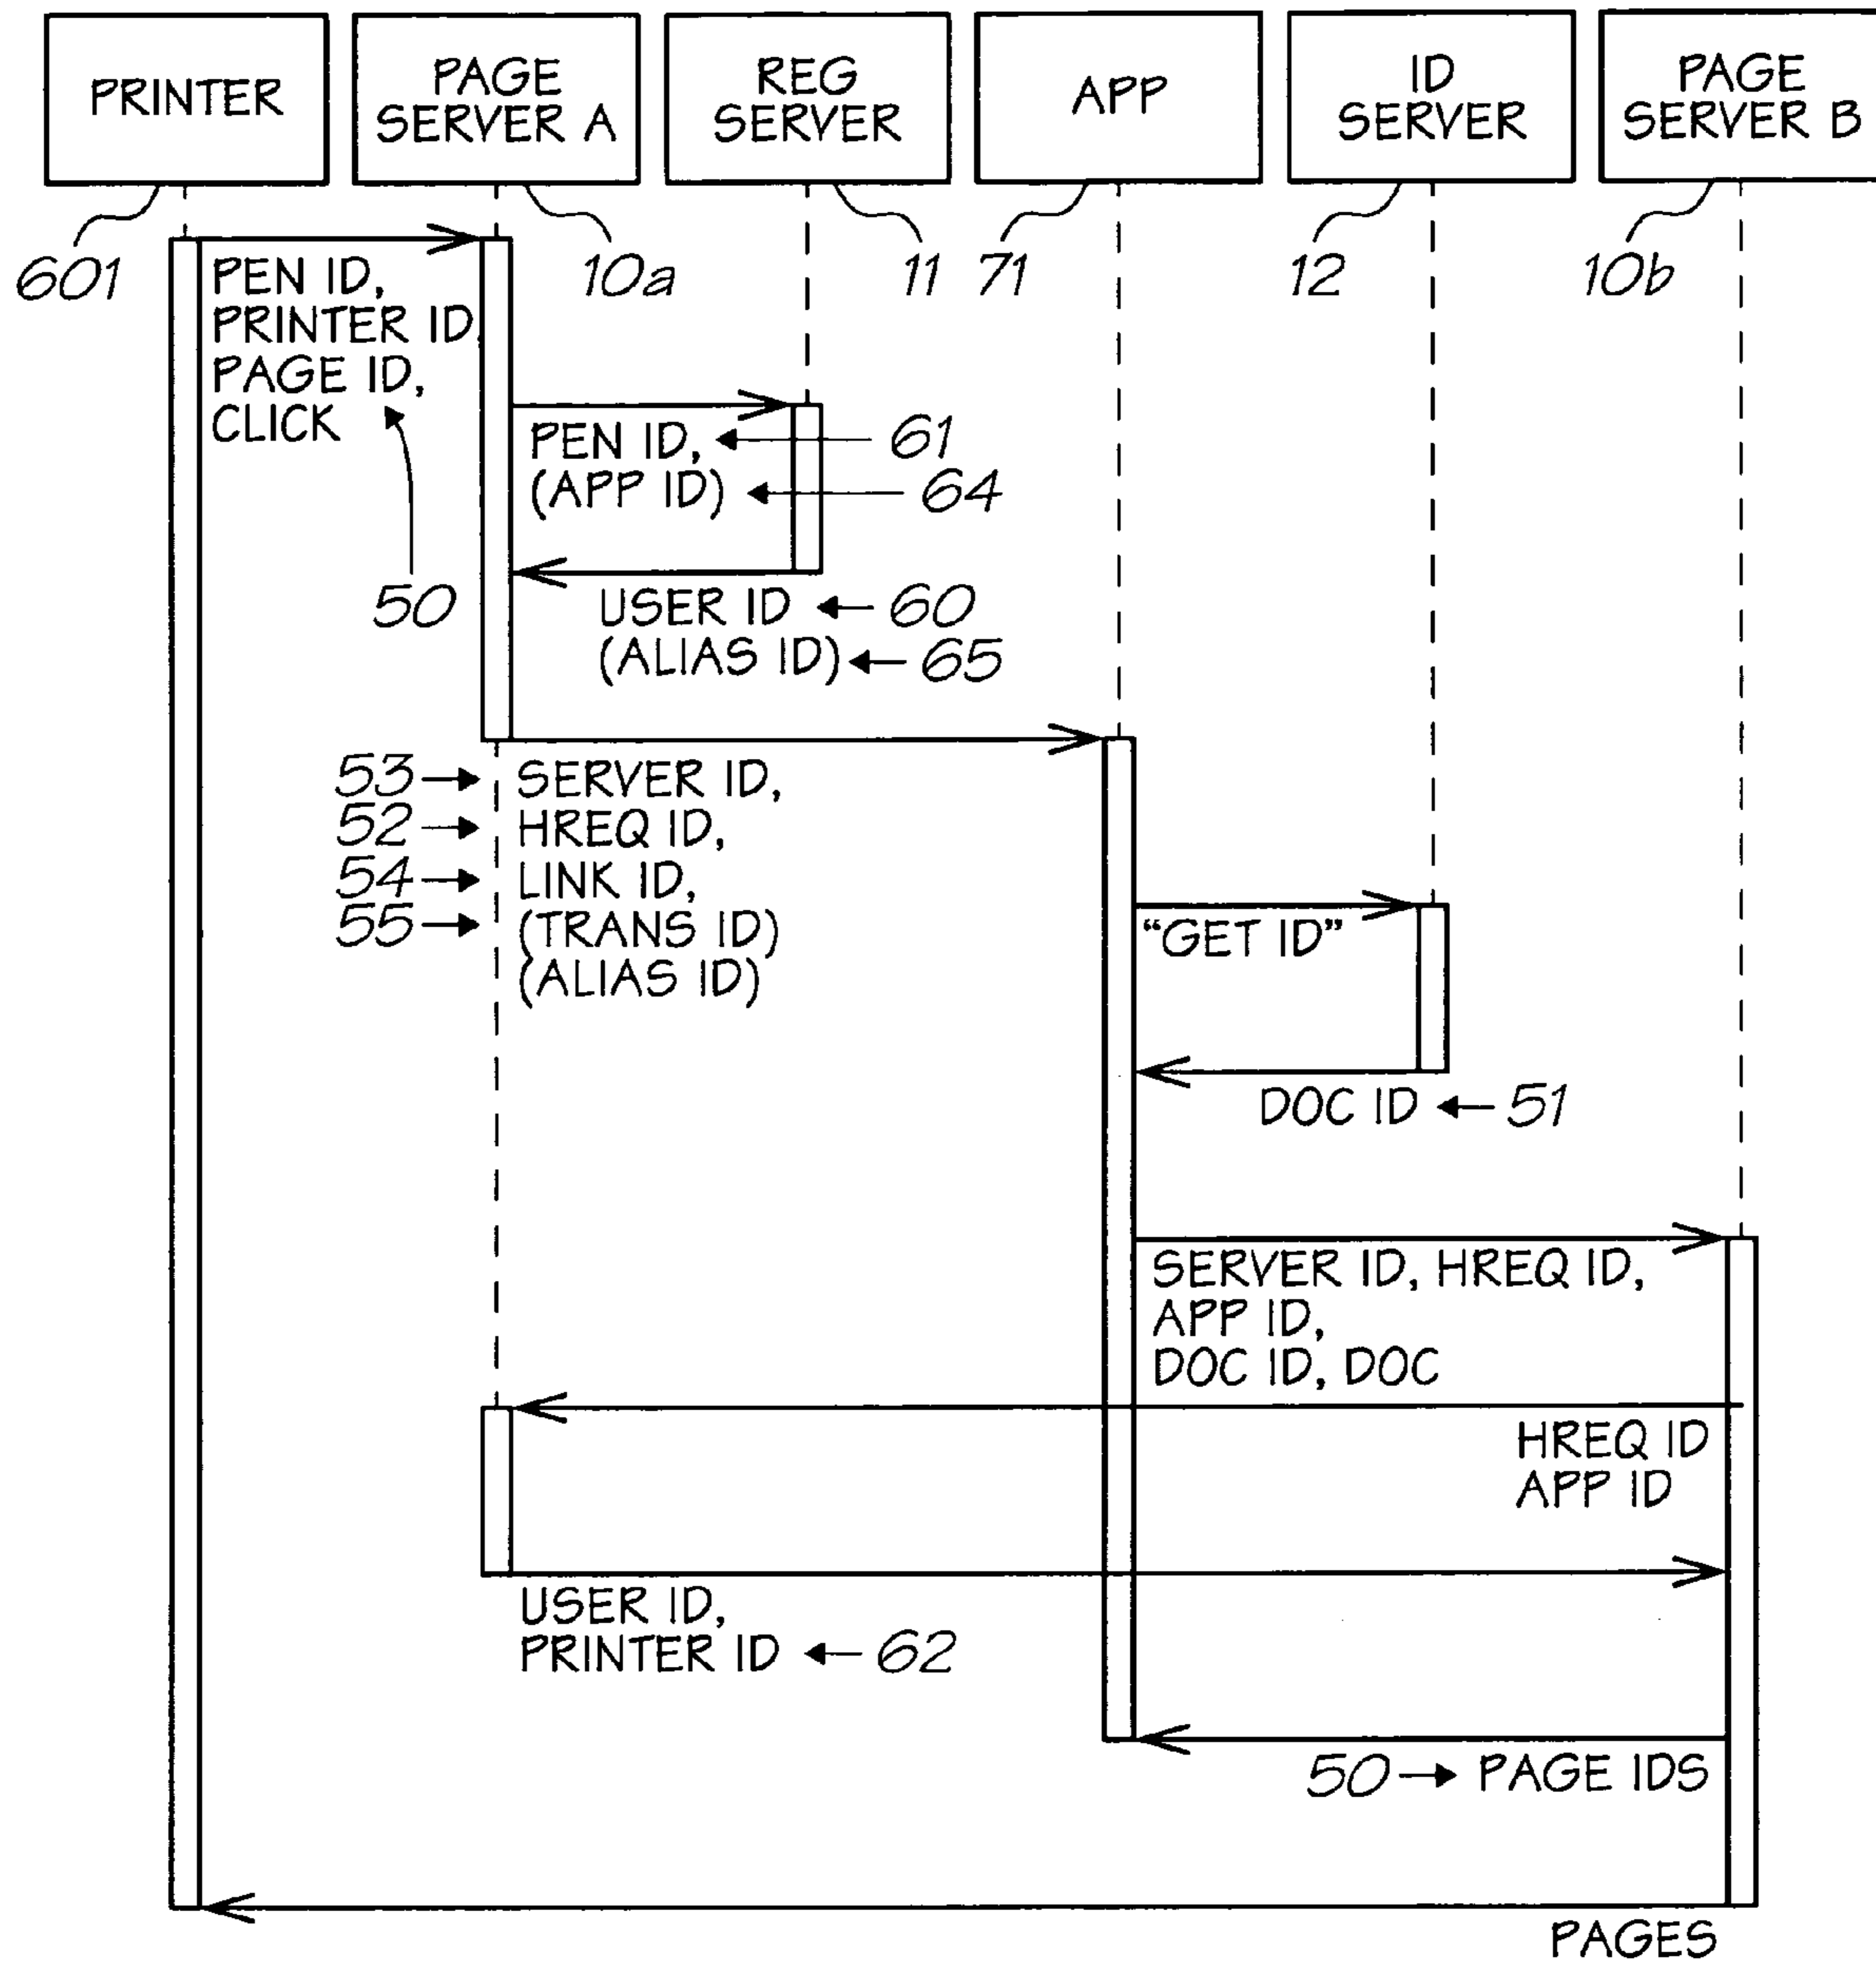 PRINTER
PAGE
SERVER A
REG
SERVER
APP
ID
SERVER
PAGE
SERVER B
601
10a
11
71
12
10b
PEN ID,
PRINTER ID
PAGE ID,
CLICK
50
PEN ID,
61
(APP ID)
64
USER ID
60
(ALIAS ID)
65
53
SERVER ID,
52
HREQ ID,
54
LINK ID,
55
(TRANS ID)
(ALIAS ID)
"GET ID"
DOC ID
51
SERVER ID, HREQ ID,
APP ID,
DOC ID, DOC
HREQ ID
APP ID
USER ID,
PRINTER ID
62
50
PAGE IDS
PAGES